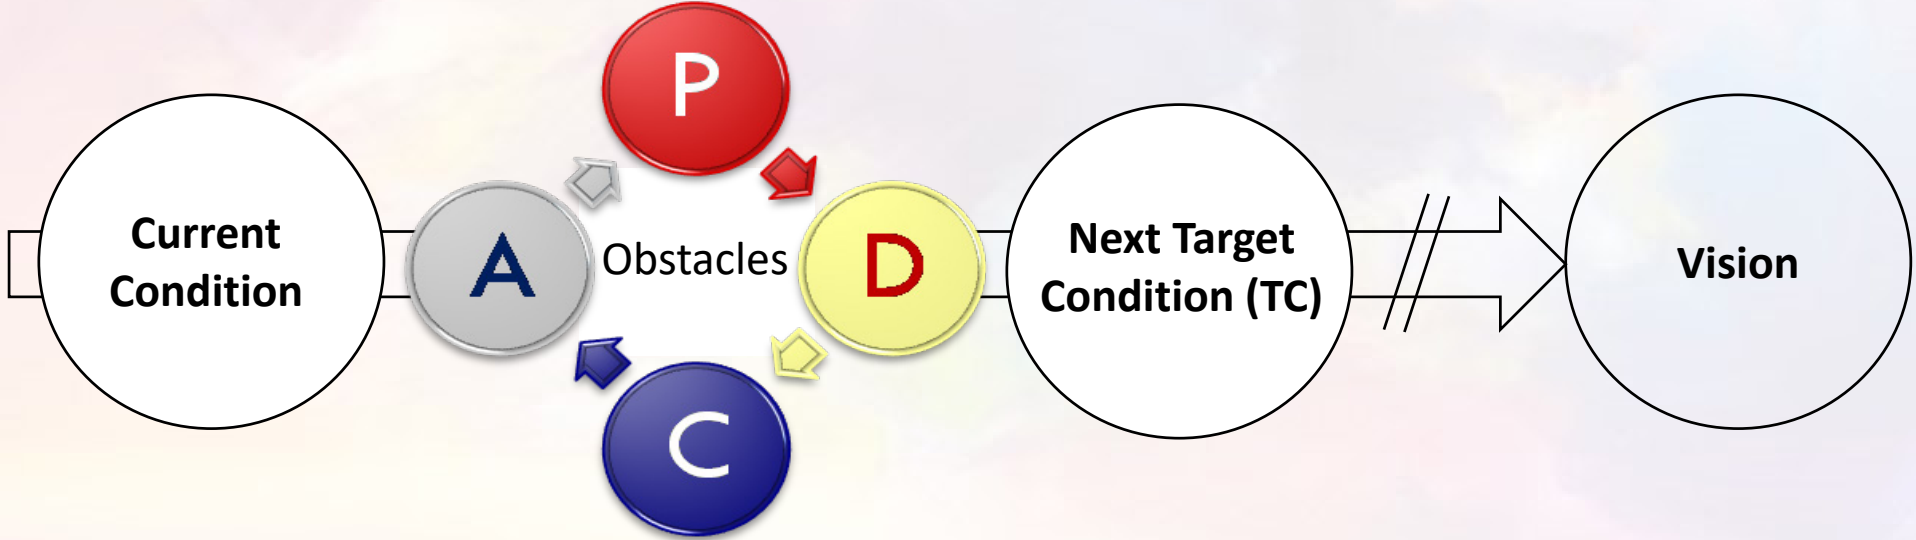 Current
Condition
P
A
Obstacles
D
C
Next Target
Condition (TC)
Vision